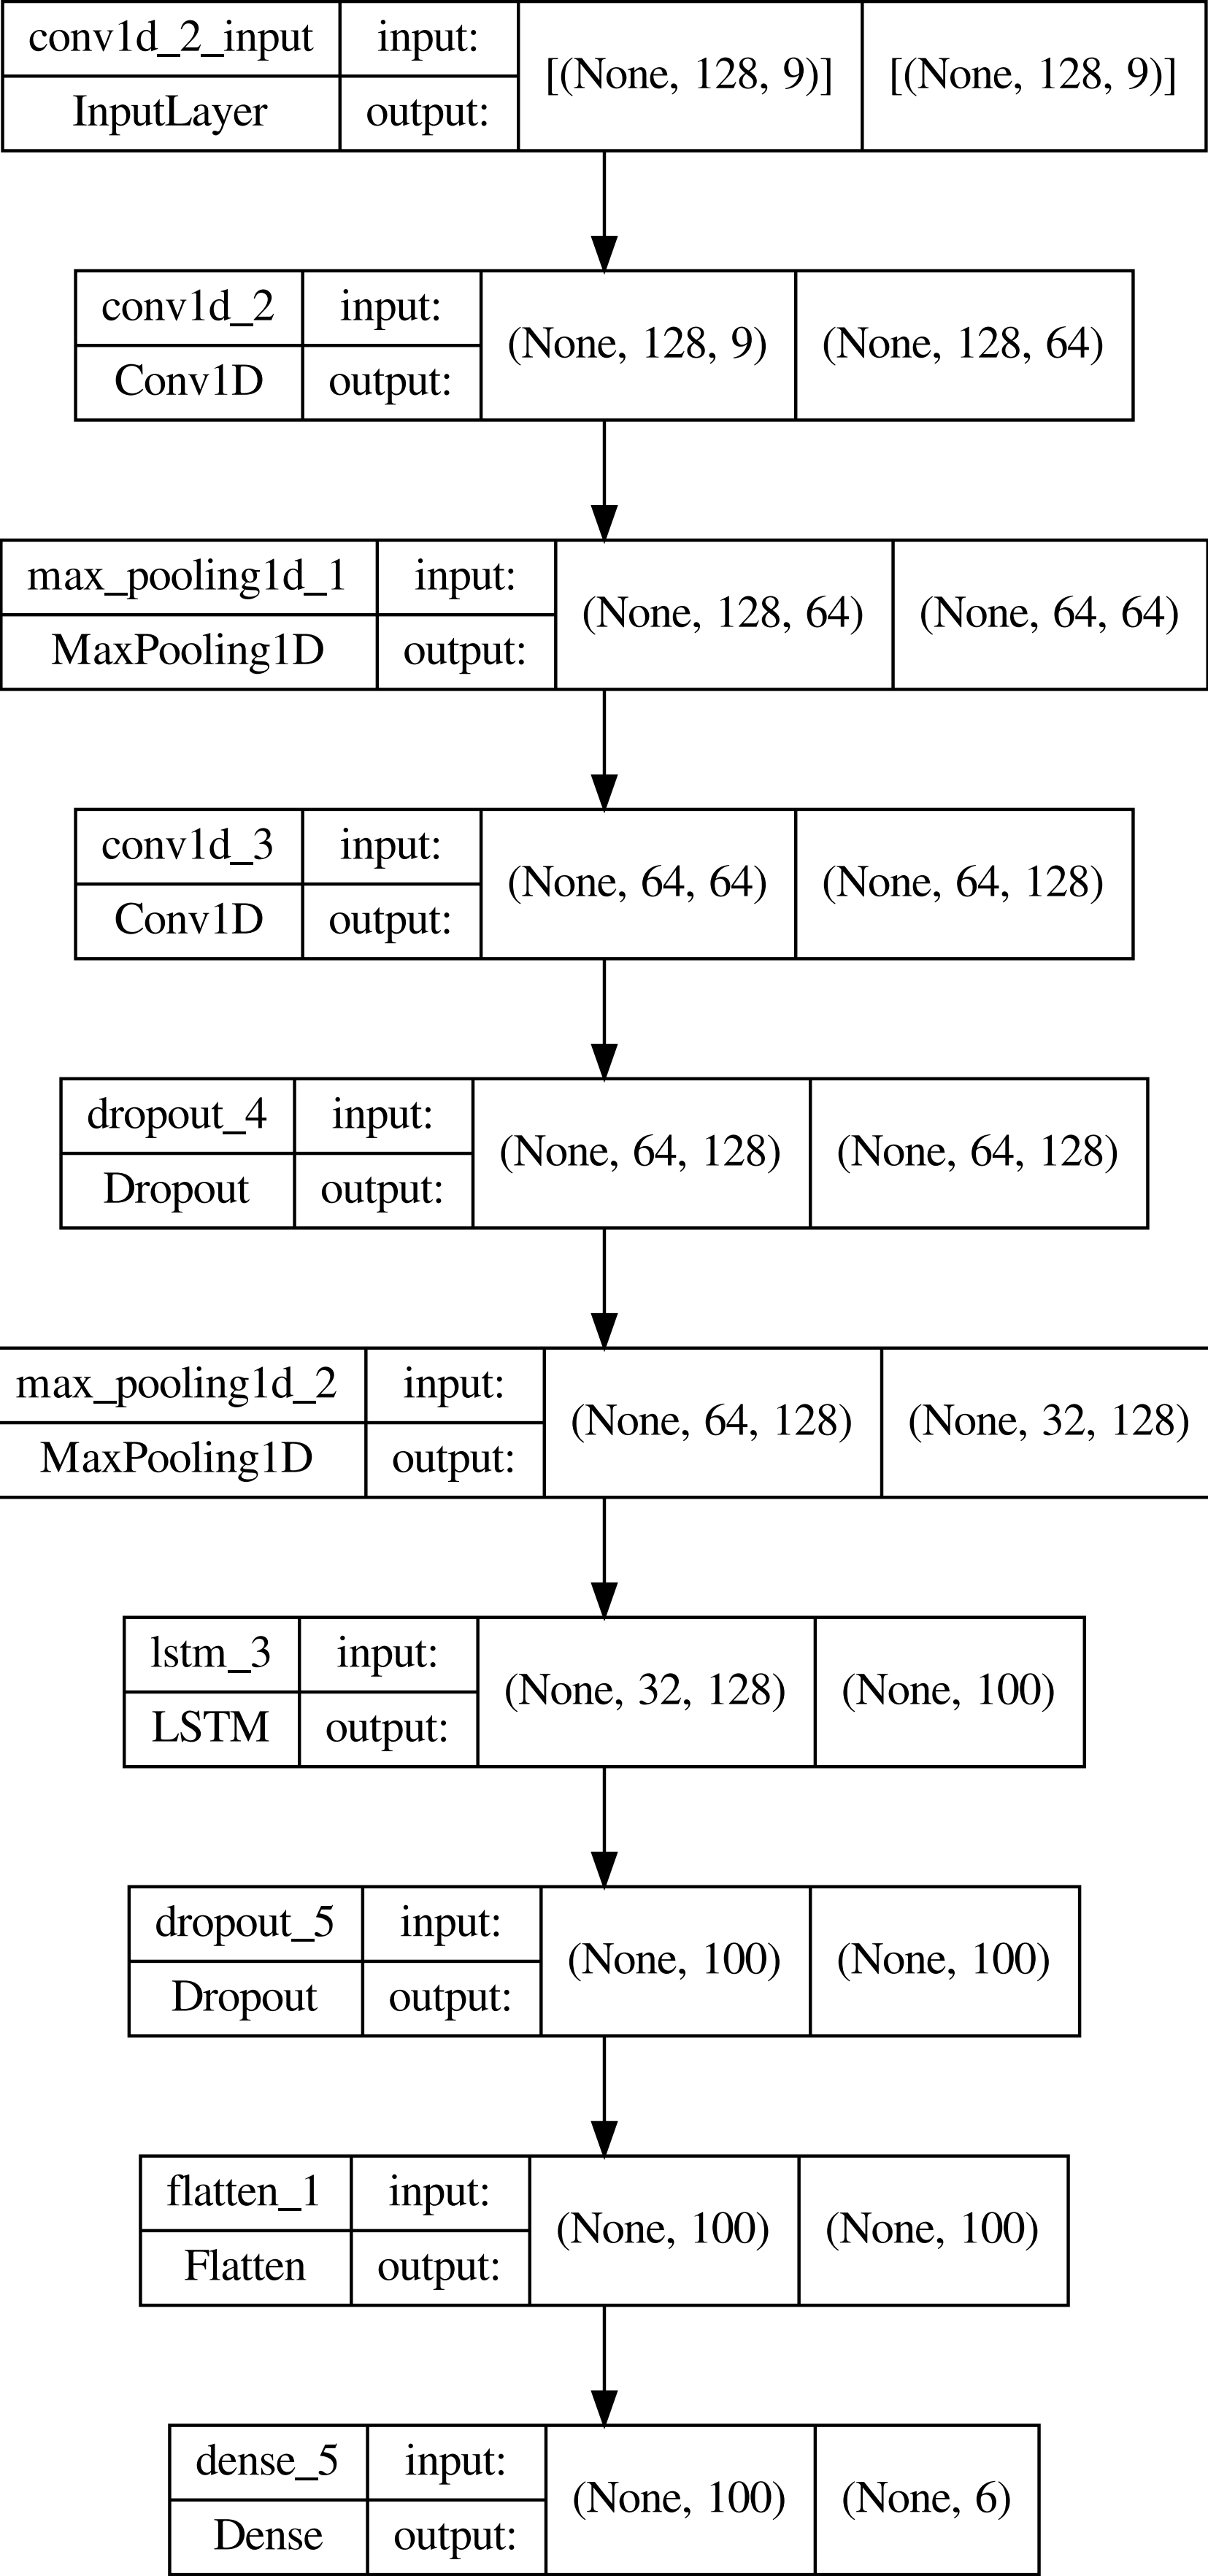 conv1d_2_input input: [(None, 128, 9)] [(None, 128, 9)]
InputLayer output:
conv1d_2 input: (None, 128, 9) (None, 128, 64)
Conv1D output:
max_pooling1d_1 input: (None, 128, 64) (None, 64, 64)
MaxPooling1D output:
conv1d_3 input: (None, 64, 64) (None, 64, 128)
Conv1D output:
dropout_4 input: (None, 64, 128) (None, 64, 128)
Dropout output:
max_pooling1d_2 input: (None, 64, 128) (None, 32, 128)
MaxPooling1D output:
lstm_3 input: (None, 32, 128) (None, 100)
LSTM output:
dropout_5 input: (None, 100) (None, 100)
Dropout output:
flatten_1 input: (None, 100) (None, 100)
Flatten output:
dense_5 input: (None, 100) (None, 6)
Dense output: